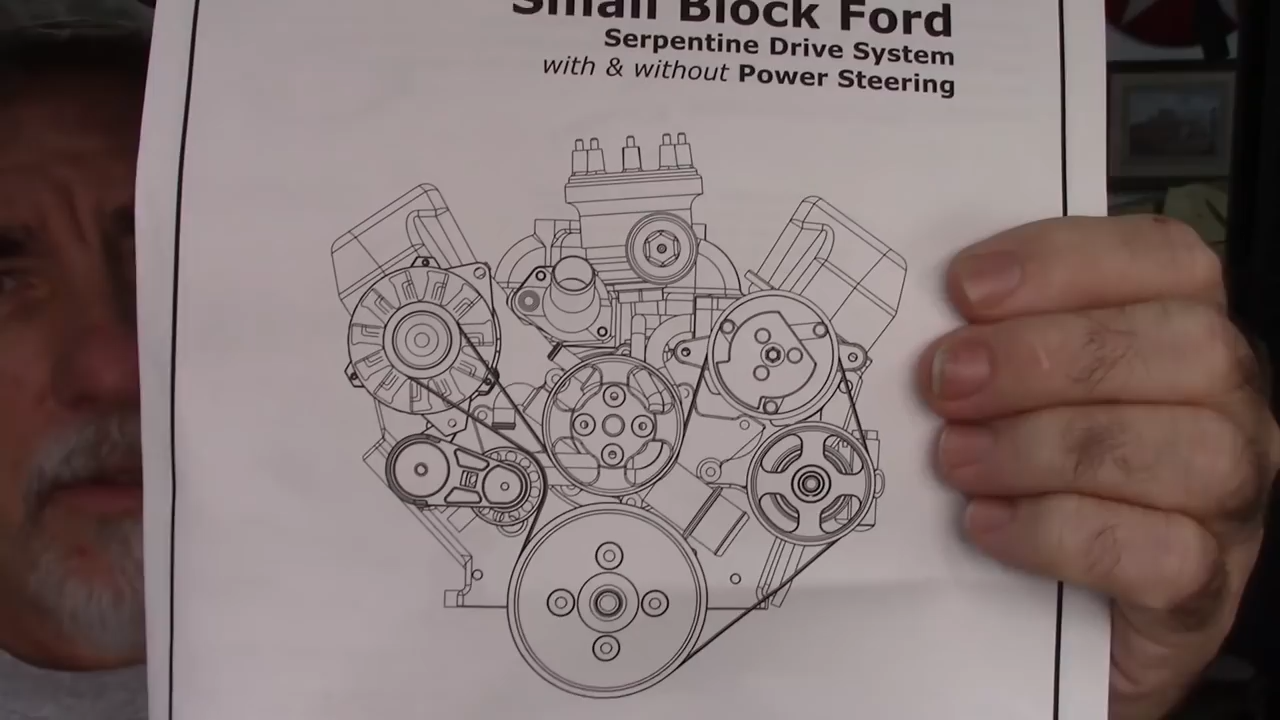 Small Block Ford
Serpentine Drive System
with & without Power Steering